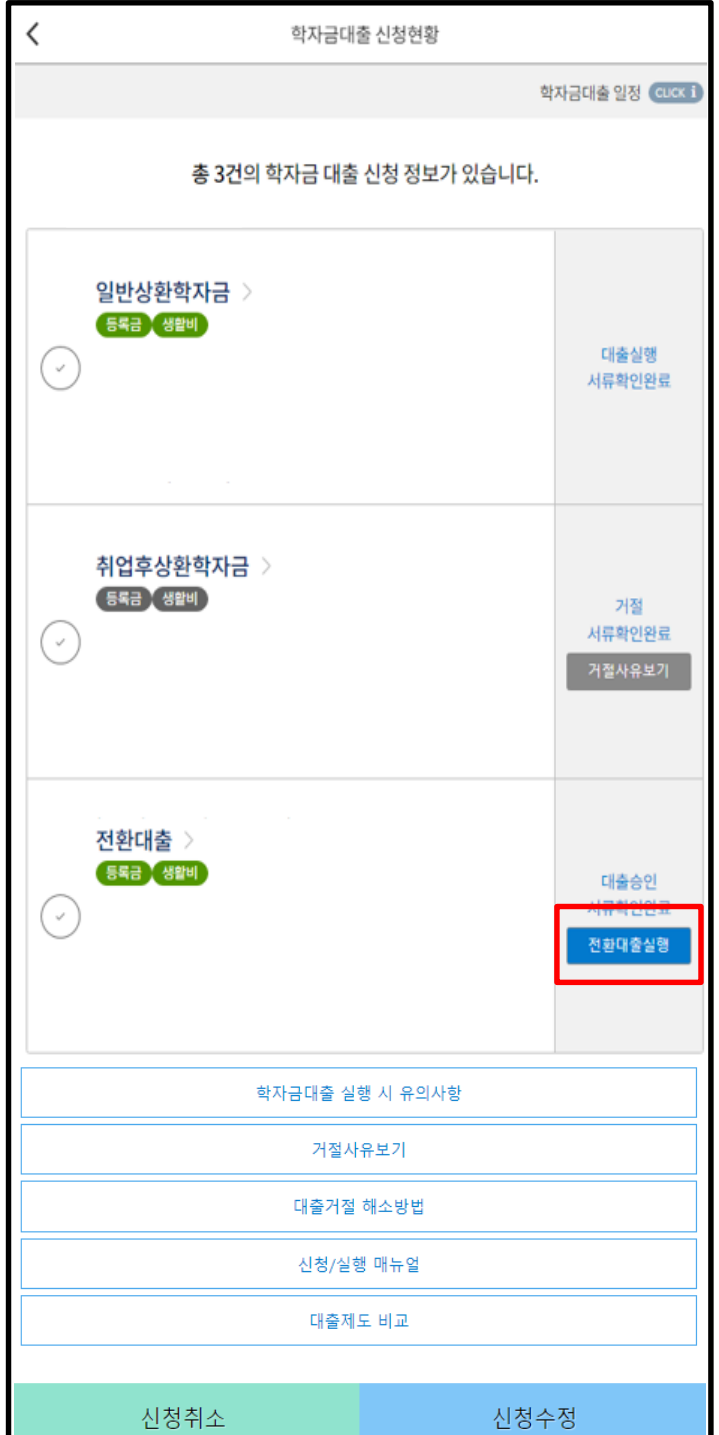 학자금대출 신청현황
학자금대출 일정 CLICK i
총 3건의 학자금 대출 신청 정보가 있습니다.
일반상환학자금
등록금 생활비
대출실행
서류확인완료
취업후상환학자금
등록금 생활비
거절
서류확인완료
거절사유보기
전환대출
등록금 생활비
대출승인
서류확인완료
전환대출실행
학자금대출 실행 시 유의사항
거절사유보기
대출거절 해소방법
신청/실행 매뉴얼
대출제도 비교
신청취소
신청수정